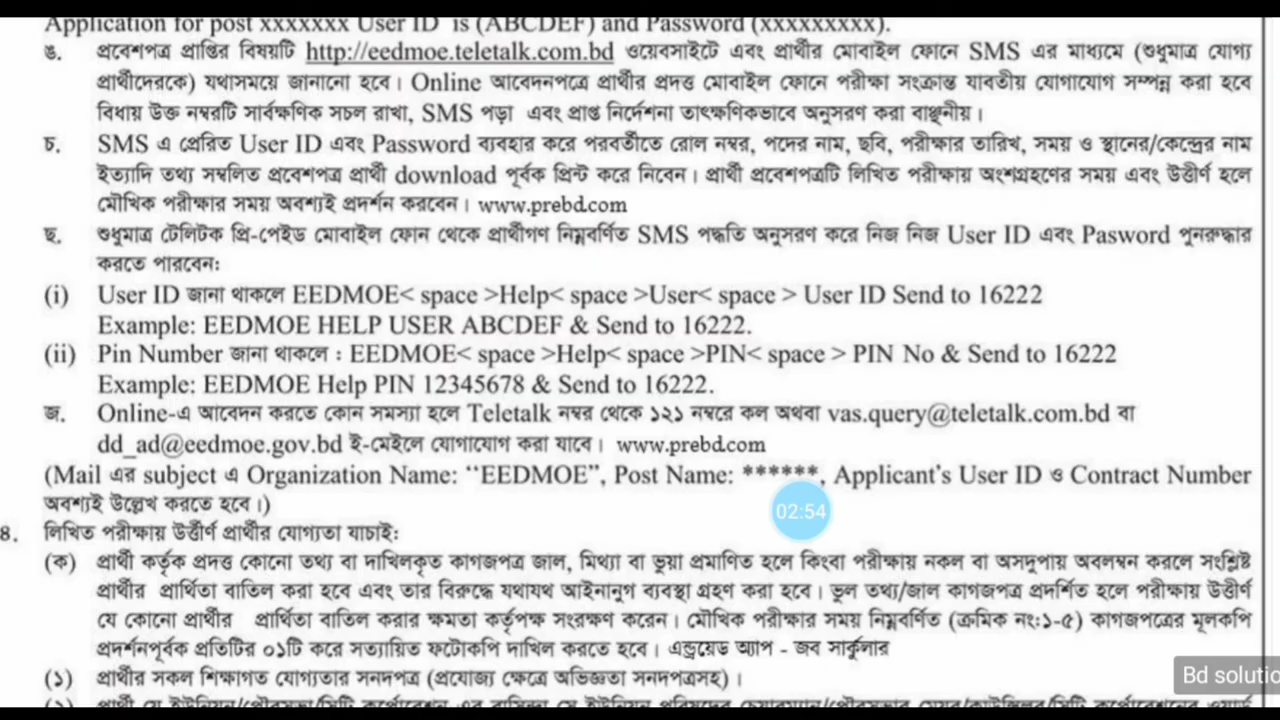 Application for post xxxxxxx User ID is (ABCDEF) and Password (xxxxxxxxx).
ঙ. প্রবেশপত্র প্রাপ্তির বিষয়টি http://eedmoe.teletalk.com.bd ওয়েবসাইটে এবং প্রার্থীর মোবাইল ফোনে SMS এর মাধ্যমে (শুধুমাত্র যোগ্য
প্রার্থীদেরকে) যথাসময়ে জানানো হবে। Online আবেদনপত্রে প্রার্থীর প্রদত্ত মোবাইল ফোনে পরীক্ষা সংক্রান্ত যাবতীয় যোগাযোগ সম্পন্ন করা হবে
বিধায় উক্ত নম্বরটি সার্বক্ষণিক সচল রাখা, SMS পড়া এবং প্রাপ্ত নির্দেশনা তাৎক্ষণিকভাবে অনুসরণ করা বাঞ্ছনীয়।
চ. SMS এ প্রেরিত User ID এবং Password ব্যবহার করে পরবর্তীতে রোল নম্বর, পদের নাম, ছবি, পরীক্ষার তারিখ, সময় ও স্থানের/কেন্দ্রের নাম
ইত্যাদি তথ্য সম্বলিত প্রবেশপত্র প্রার্থী download পূর্বক প্রিন্ট করে নিবেন। প্রার্থী প্রবেশপত্রটি লিখিত পরীক্ষায় অংশগ্রহণের সময় এবং উত্তীর্ণ হলে
মৌখিক পরীক্ষার সময় অবশ্যই প্রদর্শন করবেন। www.prebd.com
ছ. শুধুমাত্র টেলিটক প্রি-পেইড মোবাইল ফোন থেকে প্রার্থীগণ নিম্নবর্ণিত SMS পদ্ধতি অনুসরণ করে নিজ নিজ User ID এবং Pasword পুনরুদ্ধার
করতে পারবেন:
(i) User ID জানা থাকলে EEDMOE< space >Help< space >User< space > User ID Send to 16222
Example: EEDMOE HELP USER ABCDEF & Send to 16222.
(ii) Pin Number জানা থাকলে : EEDMOE< space >Help< space >PIN< space > PIN No & Send to 16222
Example: EEDMOE Help PIN 12345678 & Send to 16222.
জ. Online-এ আবেদন করতে কোন সমস্যা হলে Teletalk নম্বর থেকে ১২১ নম্বরে কল অথবা vas.query@teletalk.com.bd বা
dd_ad@eedmoe.gov.bd ই-মেইলে যোগাযোগ করা যাবে। www.prebd.com
(Mail এর subject এ Organization Name: “EEDMOE”, Post Name: ******, Applicant's User ID ও Contract Number
অবশ্যই উল্লেখ করতে হবে।)
02:54
৪. লিখিত পরীক্ষায় উর্ত্তীর্ণ প্রার্থীর যোগ্যতা যাচাই:
(ক) প্রার্থী কর্তৃক প্রদত্ত কোনো তথ্য বা দাখিলকৃত কাগজপত্র জাল, মিথ্যা বা ভুয়া প্রমাণিত হলে কিংবা পরীক্ষায় নকল বা অসদুপায় অবলম্বন করলে সংশ্লিষ্ট
প্রার্থীর প্রার্থিতা বাতিল করা হবে এবং তার বিরুদ্ধে যথাযথ আইনানুগ ব্যবস্থা গ্রহণ করা হবে। ভুল তথ্য/জাল কাগজপত্র প্রদর্শিত হলে পরীক্ষায় উত্তীর্ণ
যে কোনো প্রার্থীর প্রার্থিতা বাতিল করার ক্ষমতা কর্তৃপক্ষ সংরক্ষণ করেন। মৌখিক পরীক্ষার সময় নিম্নবর্ণিত (ক্রমিক নং:১-৫) কাগজপত্রের মূলকপি
প্রদর্শনপূর্বক প্রতিটির ০১টি করে সত্যায়িত ফটোকপি দাখিল করতে হবে। এন্ড্রয়েড অ্যাপ - জব সার্কুলার
Bd solutio
(১) প্রার্থীর সকল শিক্ষাগত যোগ্যতার সনদপত্র (প্রযোজ্য ক্ষেত্রে অভিজ্ঞতা সনদপত্রসহ)।